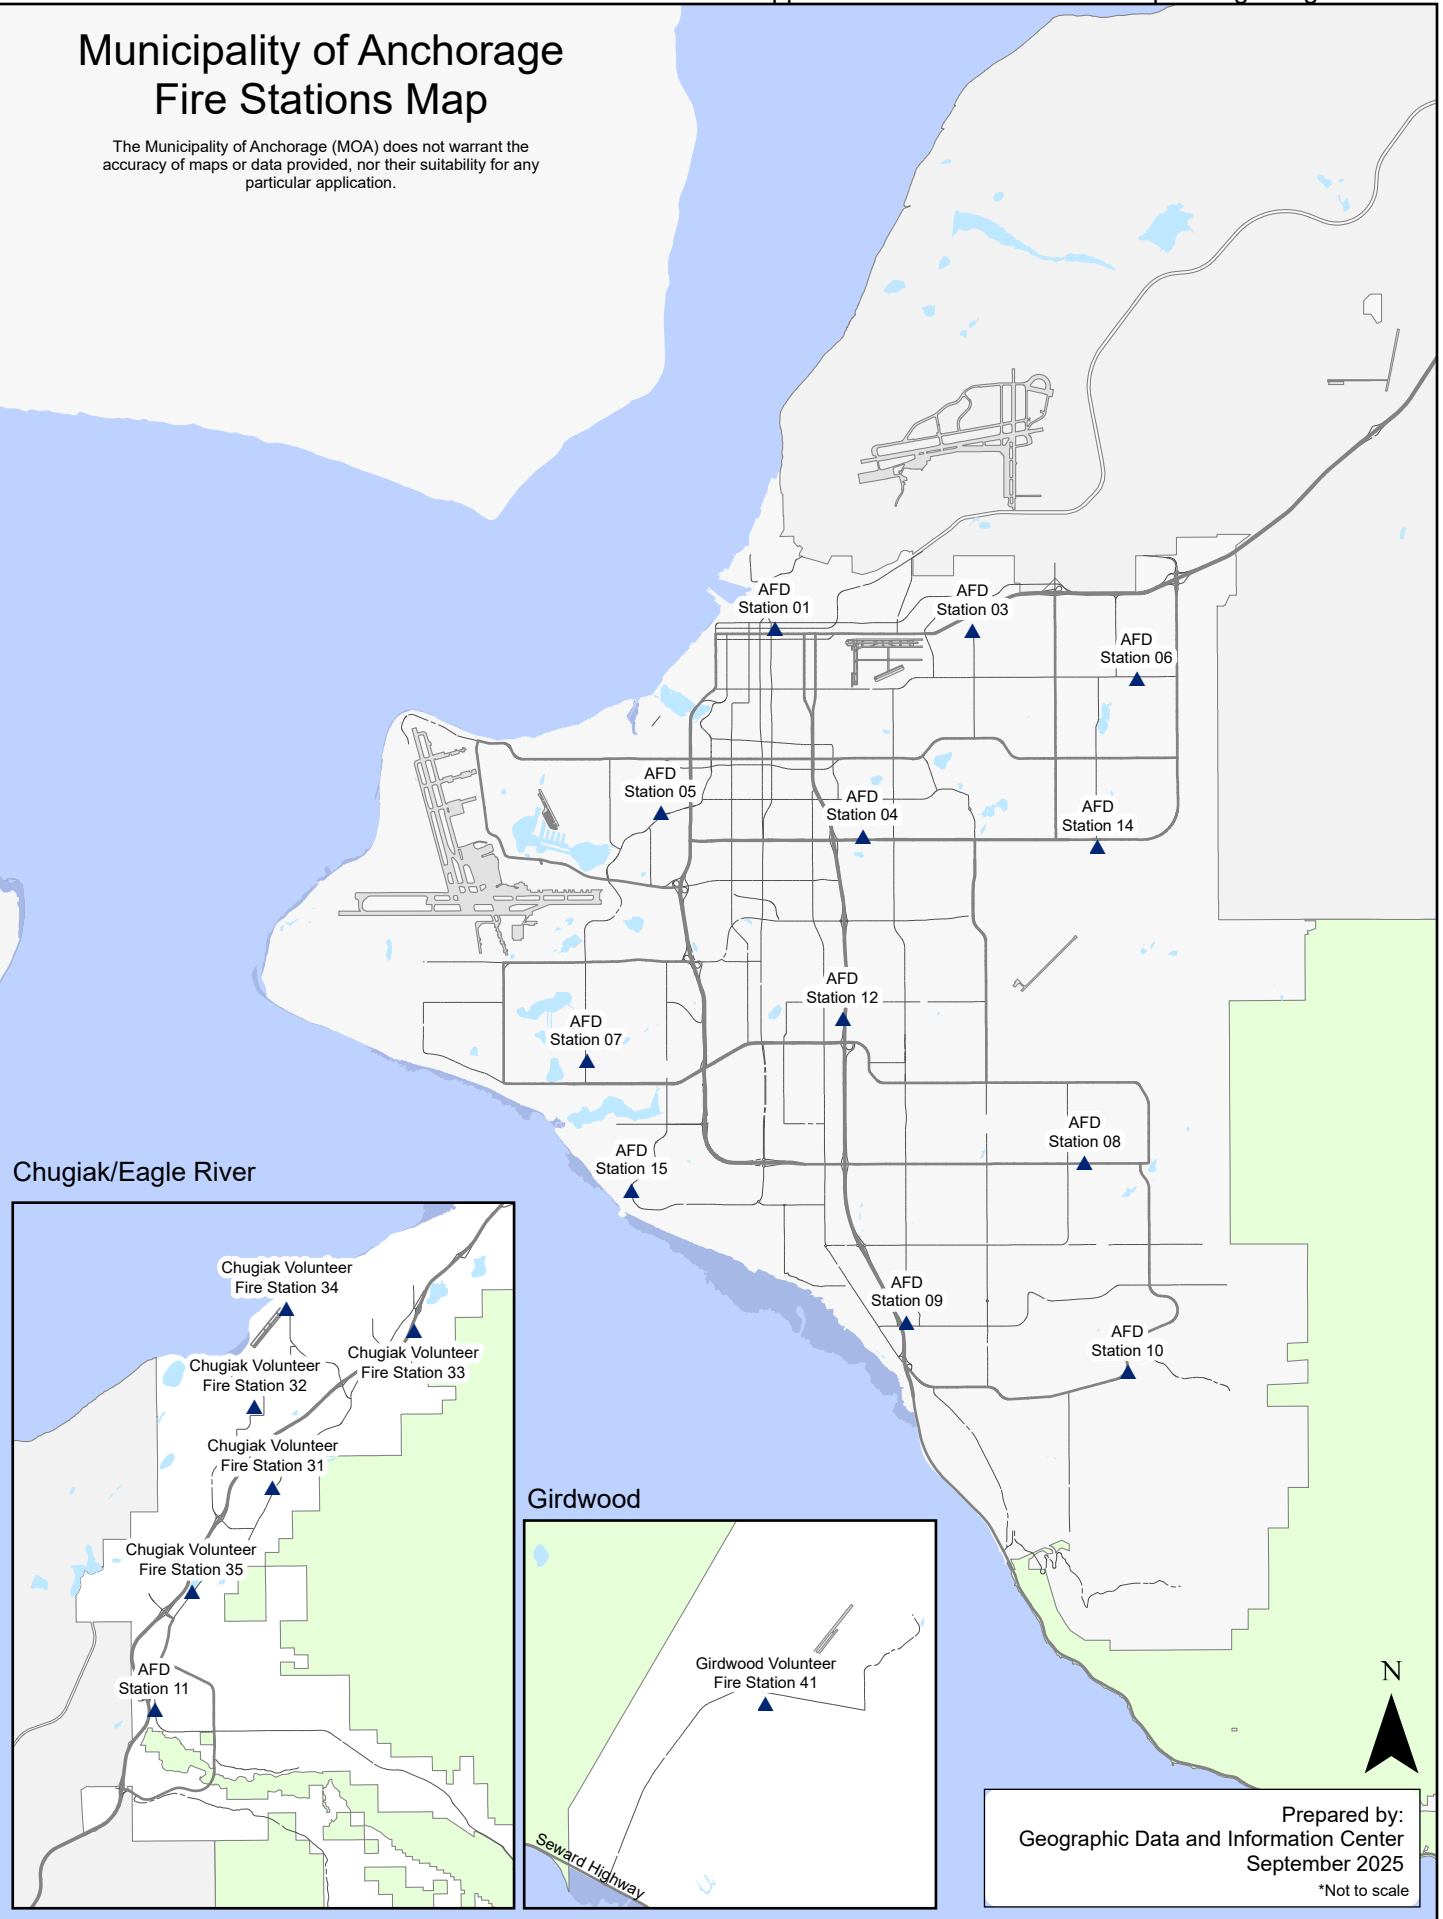 Municipality of Anchorage
Fire Stations Map
The Municipality of Anchorage (MOA) does not warrant the
accuracy of maps or data provided, nor their suitability for any
particular application.
AFD
Station 01
AFD
Station 03
AFD
Station 06
AFD
Station 05
AFD
Station 04
AFD
Station 14
AFD
Station 12
AFD
Station 07
AFD
Station 08
AFD
Station 15
AFD
Station 09
AFD
Station 10
Chugiak/Eagle River
Chugiak Volunteer
Fire Station 34
Chugiak Volunteer
Fire Station 33
Chugiak Volunteer
Fire Station 32
Chugiak Volunteer
Fire Station 31
Chugiak Volunteer
Fire Station 35
AFD
Station 11
Girdwood
Girdwood Volunteer
Fire Station 41
Seward Highway
N
Prepared by:
Geographic Data and Information Center
September 2025
*Not to scale